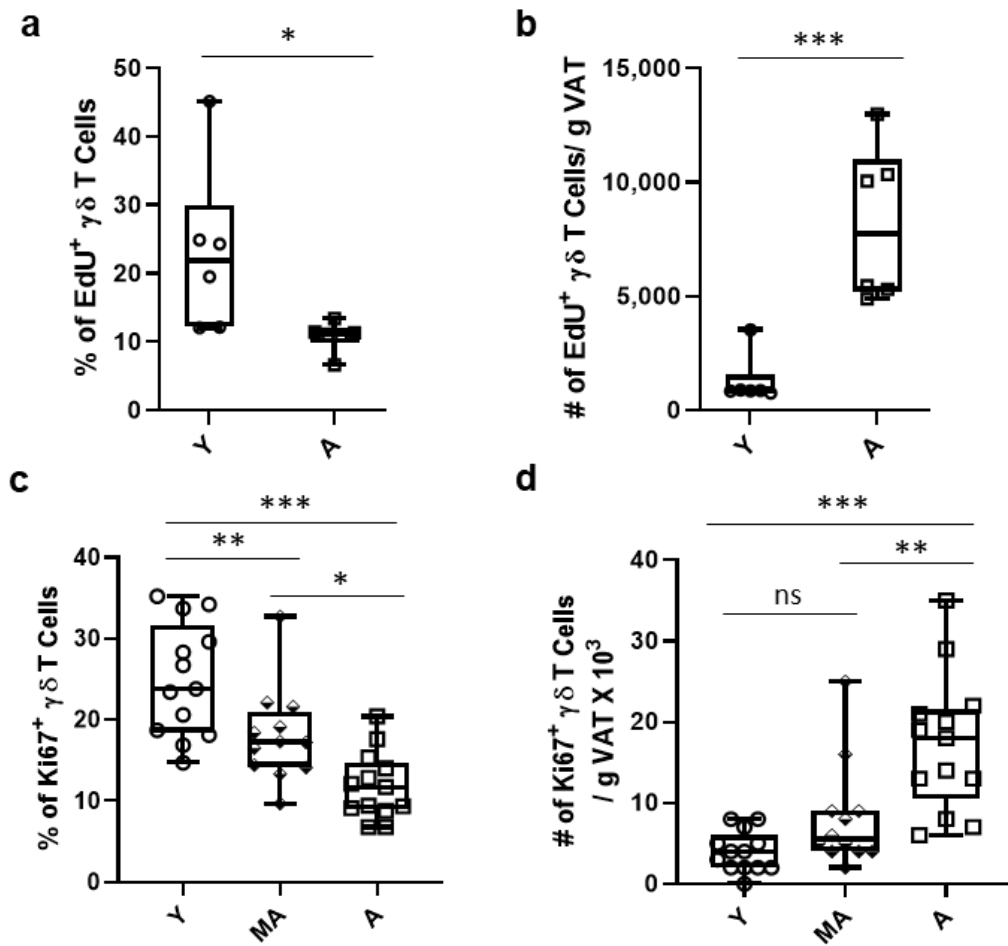 a
*
% of EdU⁺ γδ T Cells
50
40
30
20
10
0
Y
A
b
***
# of EdU⁺ γδ T Cells/ g VAT
15,000
10,000
5,000
0
Y
A
c
***
**
*
% of Ki67⁺ γδ T Cells
40
30
20
10
0
Y
MA
A
d
***
**
ns
# of Ki67⁺ γδ T Cells
/ g VAT X 10³
40
30
20
10
0
Y
MA
A